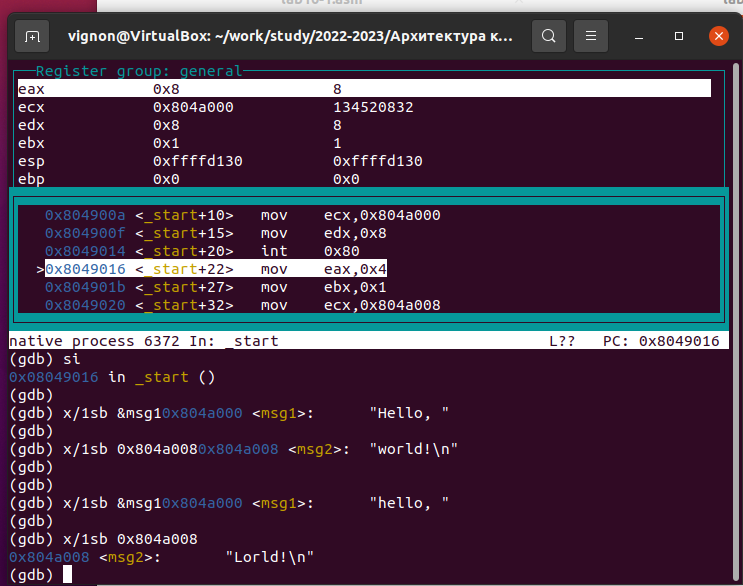 lab10-1.asm
vignon@VirtualBox: ~/work/study/2022-2023/Архитектура к...
Register group: general
eax 0x8 8
ecx 0x804a000 134520832
edx 0x8 8
ebx 0x1 1
esp 0xffffd130 0xffffd130
ebp 0x0 0x0
0x804900a <_start+10> mov ecx,0x804a000
0x804900f <_start+15> mov edx,0x8
0x8049014 <_start+20> int 0x80
>0x8049016 <_start+22> mov eax,0x4
0x804901b <_start+27> mov ebx,0x1
0x8049020 <_start+32> mov ecx,0x804a008
native process 6372 In: _start L?? PC: 0x8049016
(gdb) si
0x08049016 in _start ()
(gdb)
(gdb) x/1sb &msg10x804a000 <msg1>: "Hello, "
(gdb)
(gdb) x/1sb 0x804a0080x804a008 <msg2>: "world!\n"
(gdb)
(gdb)
(gdb) x/1sb &msg10x804a000 <msg1>: "hello, "
(gdb)
(gdb) x/1sb 0x804a008
0x804a008 <msg2>: "Lorld!\n"
(gdb)